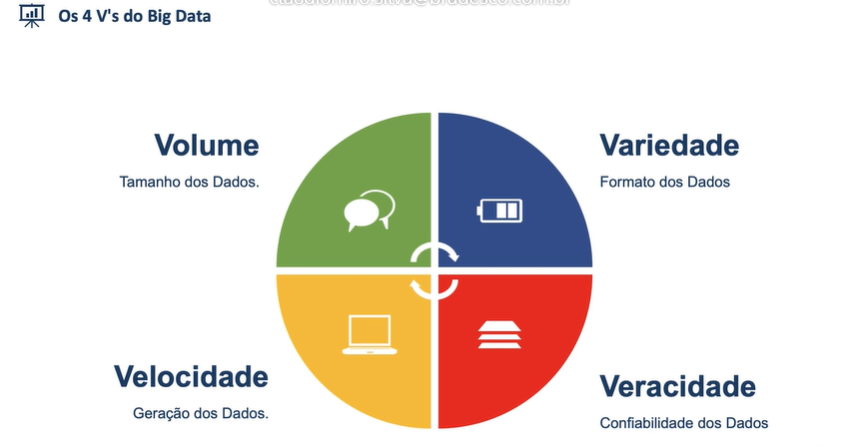 Os 4 V's do Big Data
Volume
Tamanho dos Dados.
Variedade
Formato dos Dados
Velocidade
Geração dos Dados.
Veracidade
Confiabilidade dos Dados